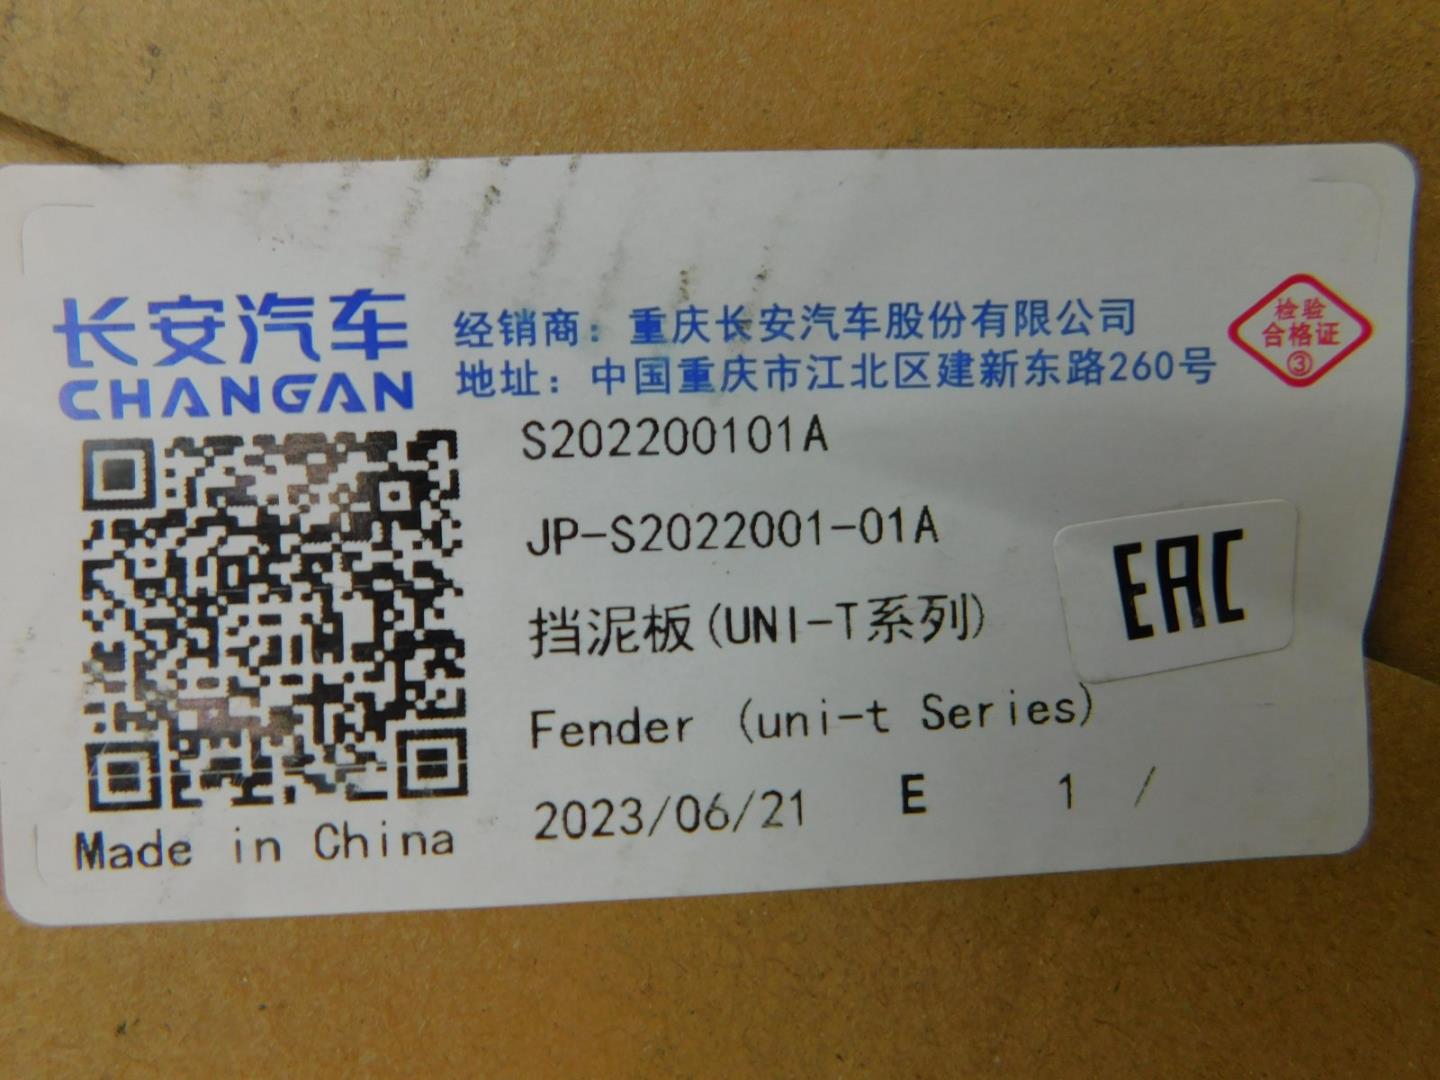 长安汽车
CHANGAN
经销商：重庆长安汽车股份有限公司
地址：中国重庆市江北区建新东路260号
检验
合格证
③
S202200101A
JP-S2022001-01A
挡泥板(UNI-T系列)
EAC
Fender (uni-t Series)
2023/06/21 E 1 /
Made in China